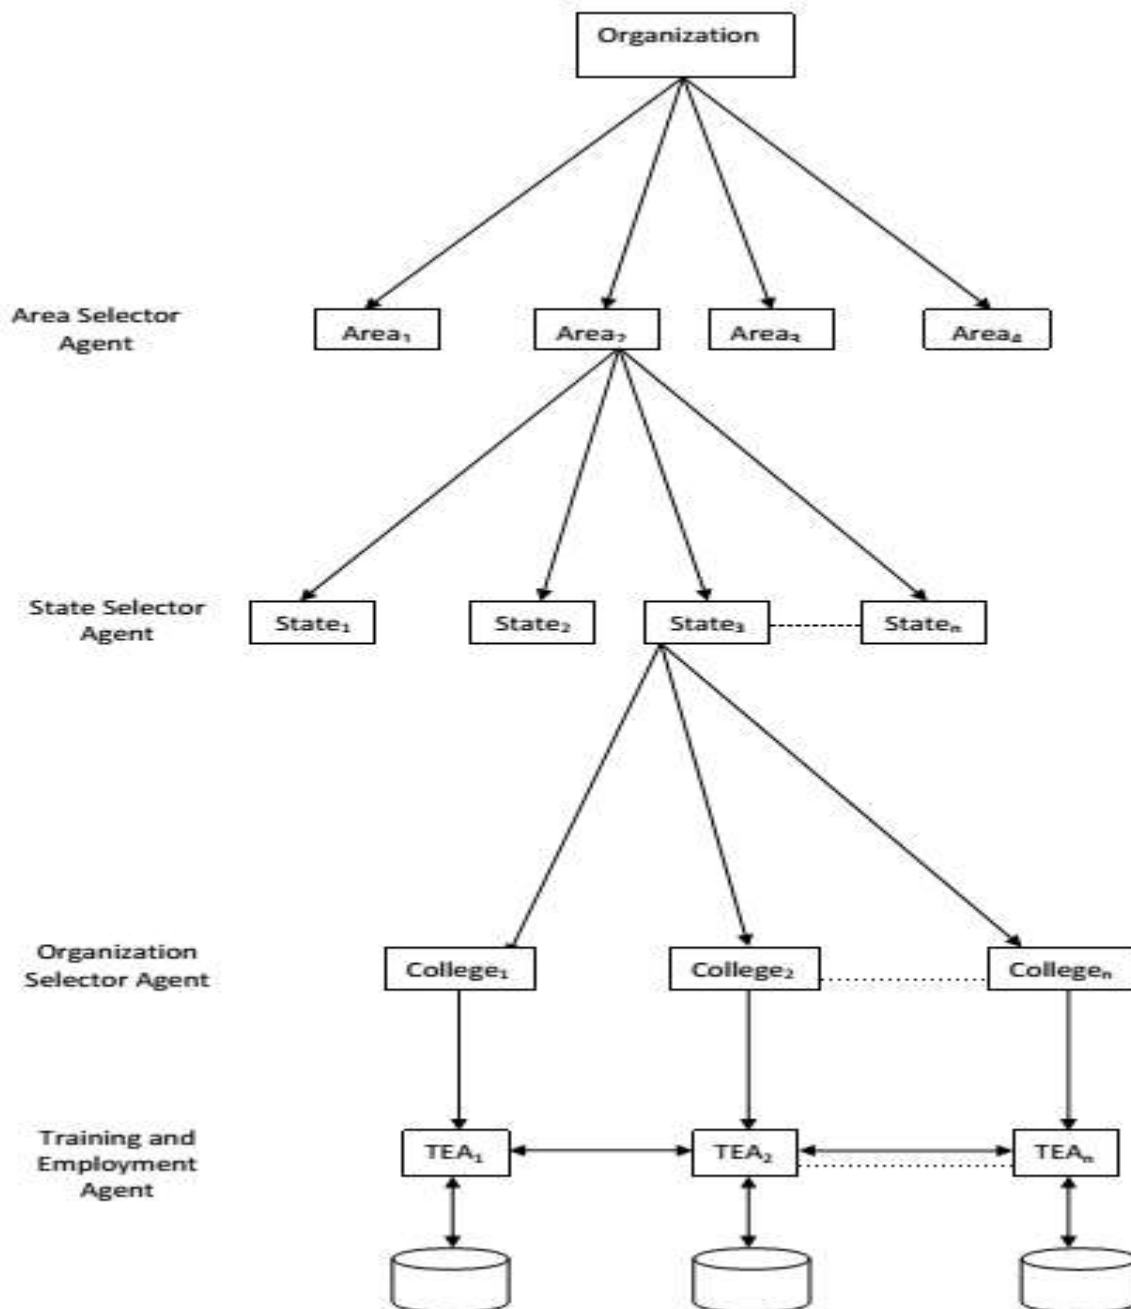 Organization
Area Selector
Agent
Area₁
Area₂
Area₃
Area₄
State Selector
Agent
State₁
State₂
State₃
Stateₙ
Organization
Selector Agent
College₁
College₂
Collegeₙ
Training and
Employment
Agent
TEA₁
TEA₂
TEAₙ